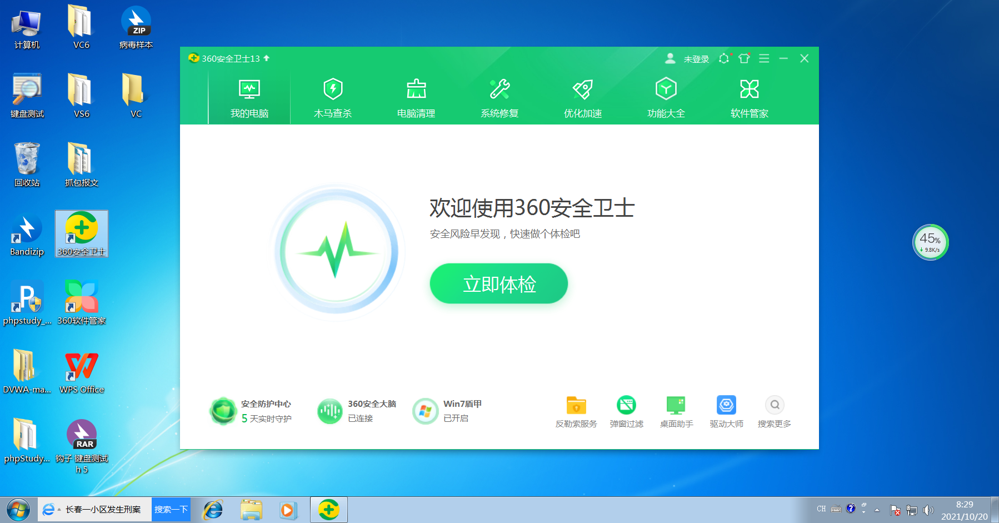 计算机
VC6
ZIP
病毒样本
键盘测试
VS6
VC
回收站
抓包报文
Bandizip
360安全卫士
phpstudy_...
360软件管家
DVWA-ma...
WPS Office
phpStudy...
RAR
钩子 键盘测试
h 5
360安全卫士13
未登录
我的电脑
木马查杀
电脑清理
系统修复
优化加速
功能大全
软件管家
欢迎使用360安全卫士
安全风险早发现，快速做个体检吧
立即体检
安全防护中心
5 天实时守护
360安全大脑
已连接
Win7盾甲
已开启
反勒索服务
弹窗过滤
桌面助手
驱动大师
搜索更多
45%
9.8K/s
长春一小区发生刑案
搜索一下
CH
8:29
2021/10/20